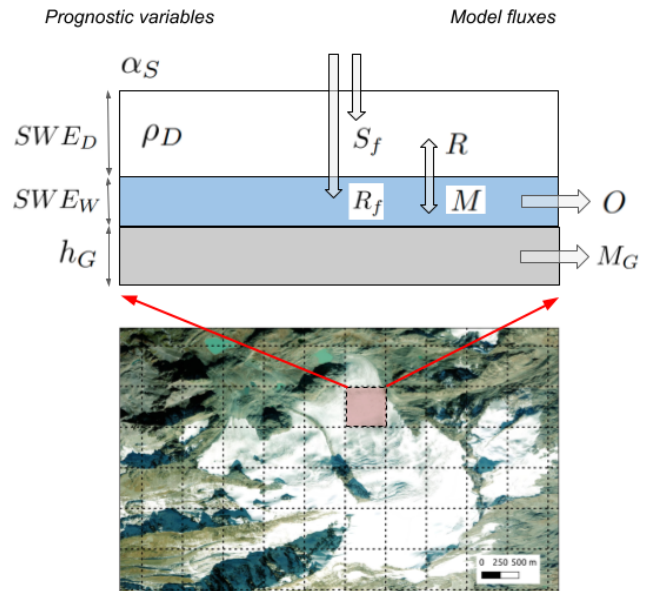 Prognostic variables Model fluxes
α_S
SWE_D ρ_D S_f R
SWE_W R_f M O
h_G M_G
0 250 500 m